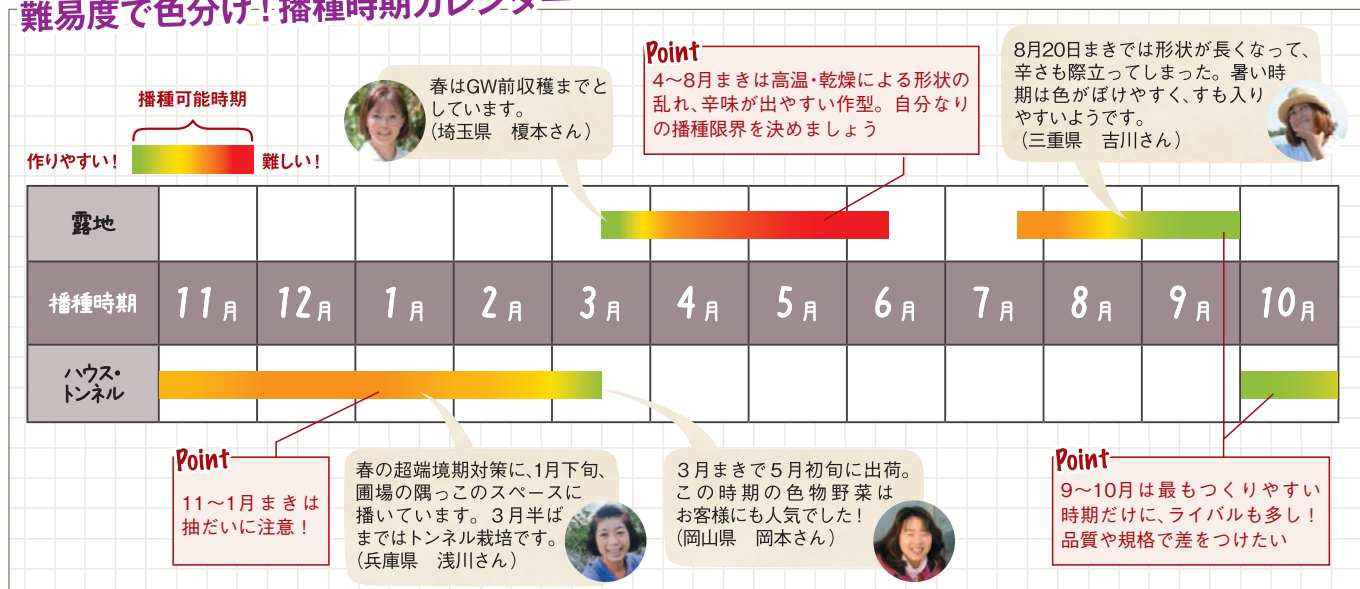 難易度で色分け！播種時期カレンダー
播種可能時期
作りやすい！
難しい！
春はGW前収穫までと
しています。
（埼玉県　榎本さん）
Point
4〜8月まきは高温・乾燥による形状の
乱れ、辛味が出やすい作型。自分なり
の播種限界を決めましょう
8月20日まきでは形状が長くなって、
辛さも際立ってしまった。暑い時
期は色がぼけやすく、すも入り
やすいようです。
（三重県　吉川さん）
露地
播種時期
11月
12月
1月
2月
3月
4月
5月
6月
7月
8月
9月
10月
ハウス・
トンネル
Point
11〜1月まきは
抽だいに注意！
春の超端境期対策に、1月下旬、
圃場の隅っこのスペースに
播いています。3月半ば
まではトンネル栽培です。
（兵庫県　浅川さん）
3月まきで5月初旬に出荷。
この時期の色物野菜は
お客様にも人気でした！
（岡山県　岡本さん）
Point
9〜10月は最もつくりやすい
時期だけに、ライバルも多し！
品質や規格で差をつけたい